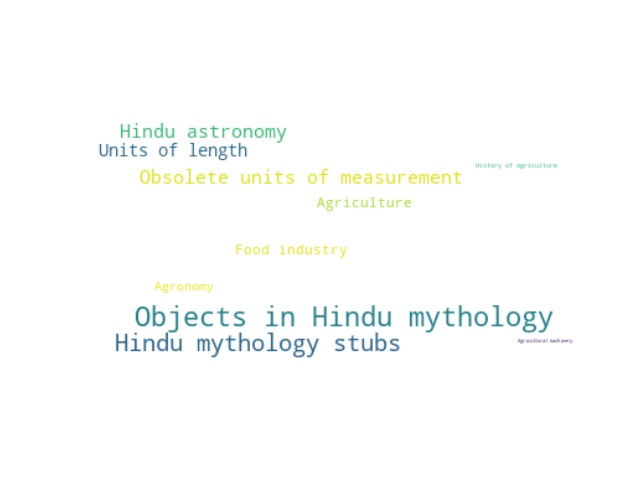 Hindu astronomy
Units of length
History of agriculture
Obsolete units of measurement
Agriculture
Food industry
Agronomy
Objects in Hindu mythology
Hindu mythology stubs
Agricultural machinery